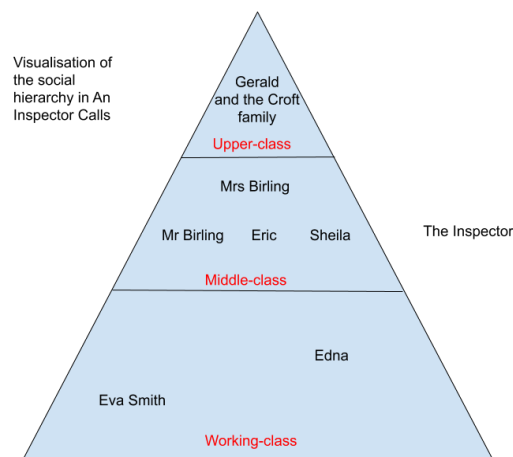 Visualisation of
the social
hierarchy in An
Inspector Calls
Gerald
and the Croft
family
Upper-class
Mrs Birling
Mr Birling Eric Sheila
Middle-class
The Inspector
Edna
Eva Smith
Working-class